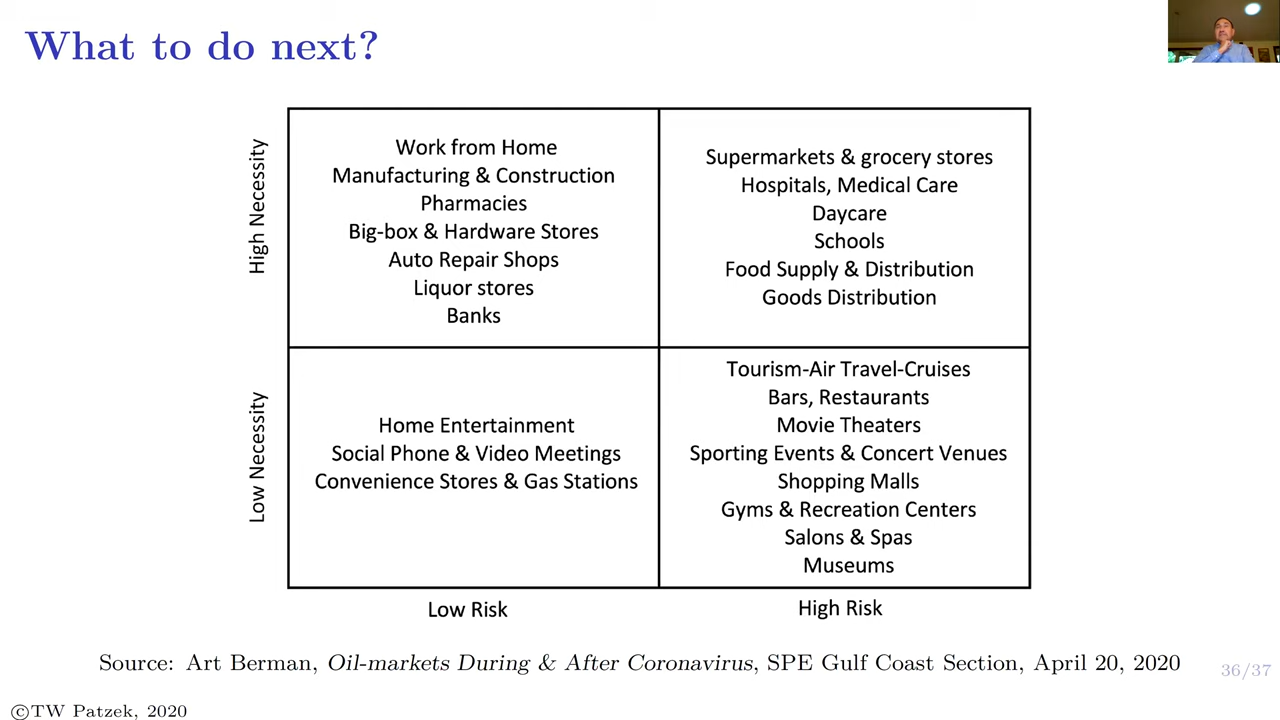 What to do next?
High Necessity
Work from Home
Manufacturing & Construction
Pharmacies
Big-box & Hardware Stores
Auto Repair Shops
Liquor stores
Banks
Supermarkets & grocery stores
Hospitals, Medical Care
Daycare
Schools
Food Supply & Distribution
Goods Distribution
Low Necessity
Home Entertainment
Social Phone & Video Meetings
Convenience Stores & Gas Stations
Tourism-Air Travel-Cruises
Bars, Restaurants
Movie Theaters
Sporting Events & Concert Venues
Shopping Malls
Gyms & Recreation Centers
Salons & Spas
Museums
Low Risk
High Risk
Source: Art Berman, Oil-markets During & After Coronavirus, SPE Gulf Coast Section, April 20, 2020
36/37
©TW Patzek, 2020